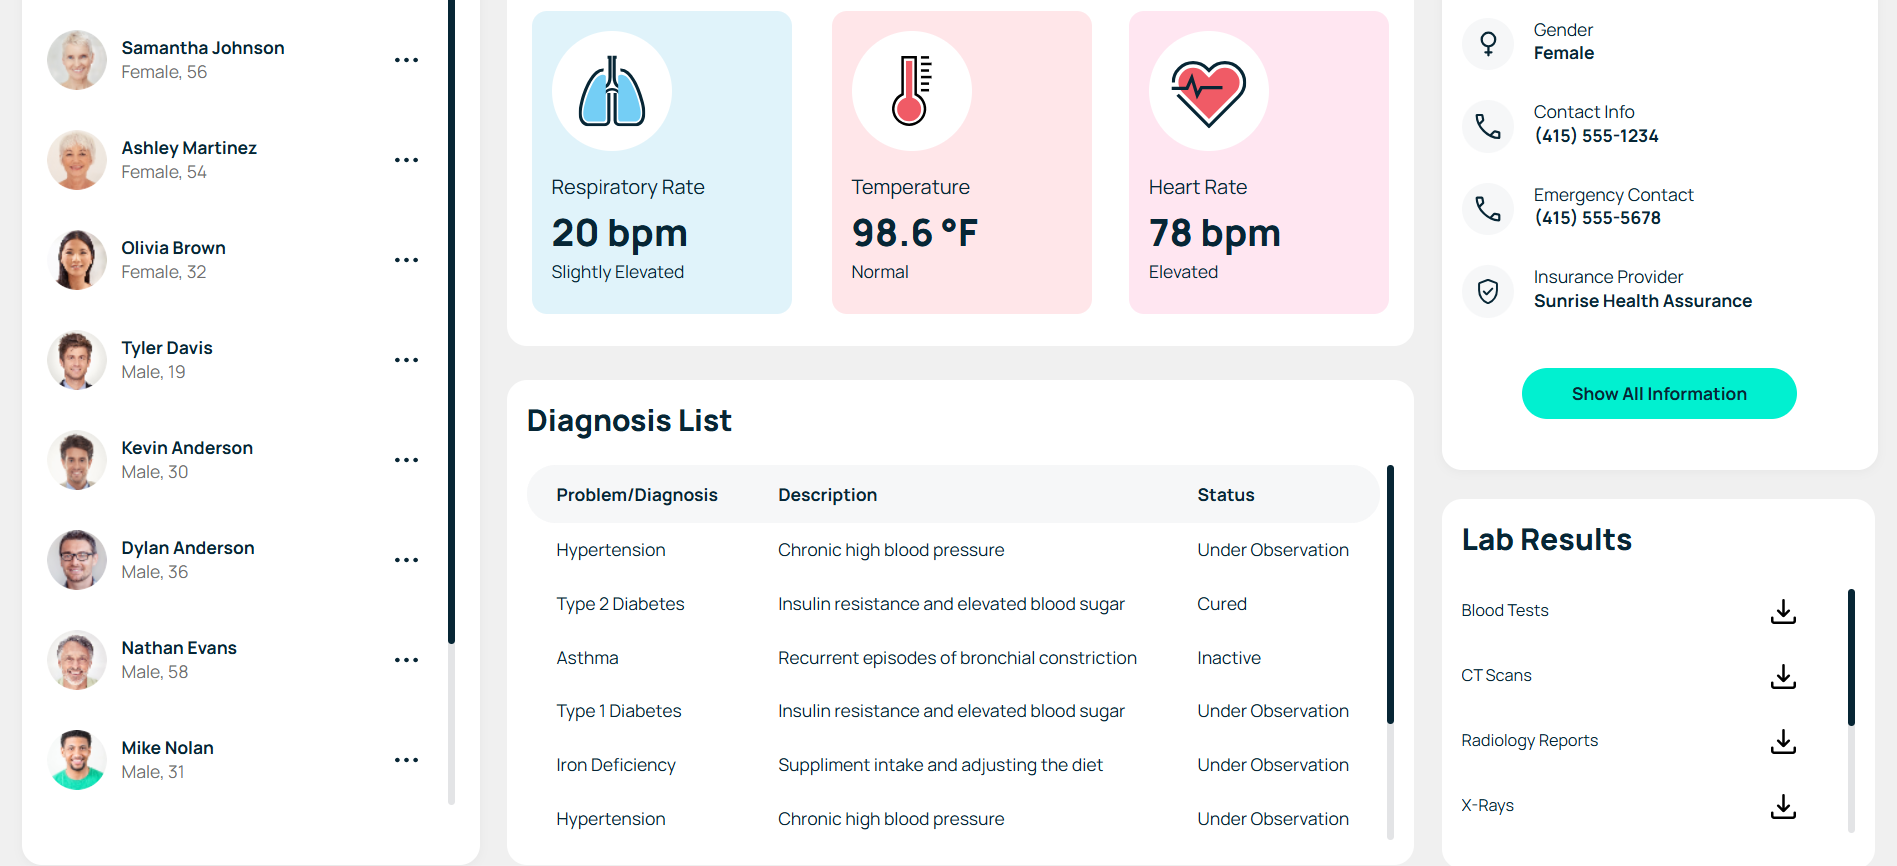 Samantha Johnson
Female, 56
Ashley Martinez
Female, 54
Olivia Brown
Female, 32
Tyler Davis
Male, 19
Kevin Anderson
Male, 30
Dylan Anderson
Male, 36
Nathan Evans
Male, 58
Mike Nolan
Male, 31
Respiratory Rate
20 bpm
Slightly Elevated
Temperature
98.6 °F
Normal
Heart Rate
78 bpm
Elevated
Diagnosis List
Problem/Diagnosis Description Status
Hypertension Chronic high blood pressure Under Observation
Type 2 Diabetes Insulin resistance and elevated blood sugar Cured
Asthma Recurrent episodes of bronchial constriction Inactive
Type 1 Diabetes Insulin resistance and elevated blood sugar Under Observation
Iron Deficiency Suppliment intake and adjusting the diet Under Observation
Hypertension Chronic high blood pressure Under Observation
Gender
Female
Contact Info
(415) 555-1234
Emergency Contact
(415) 555-5678
Insurance Provider
Sunrise Health Assurance
Show All Information
Lab Results
Blood Tests
CT Scans
Radiology Reports
X-Rays